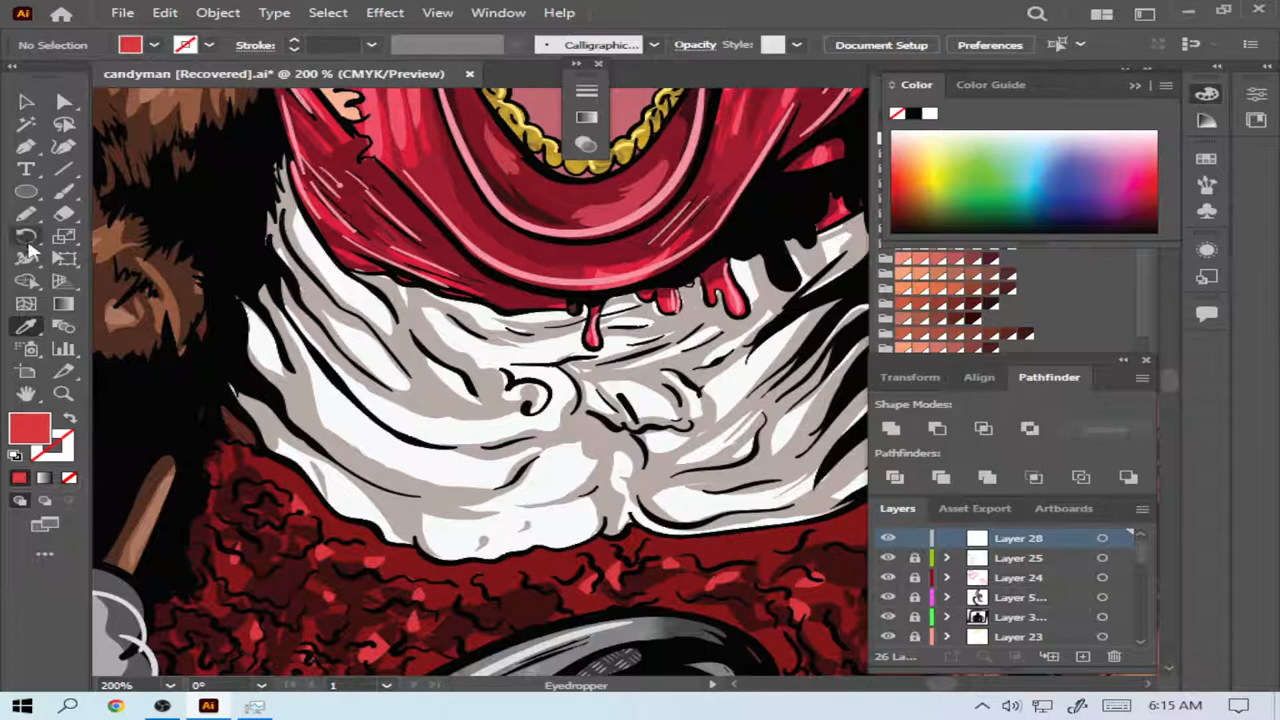 Ai File Edit Object Type Select Effect View Window Help
No Selection Stroke: Calligraphic... Opacity Style: Document Setup Preferences
candyman [Recovered].ai* @ 200 % (CMYK/Preview) ×
Color Color Guide
Transform Align Pathfinder
Shape Modes:
Pathfinders:
Layers Asset Export Artboards
Layer 28
Layer 25
Layer 24
Layer 5...
Layer 3...
Layer 23
26 La...
200% 0° 1 Eyedropper
Ai 6:15 AM